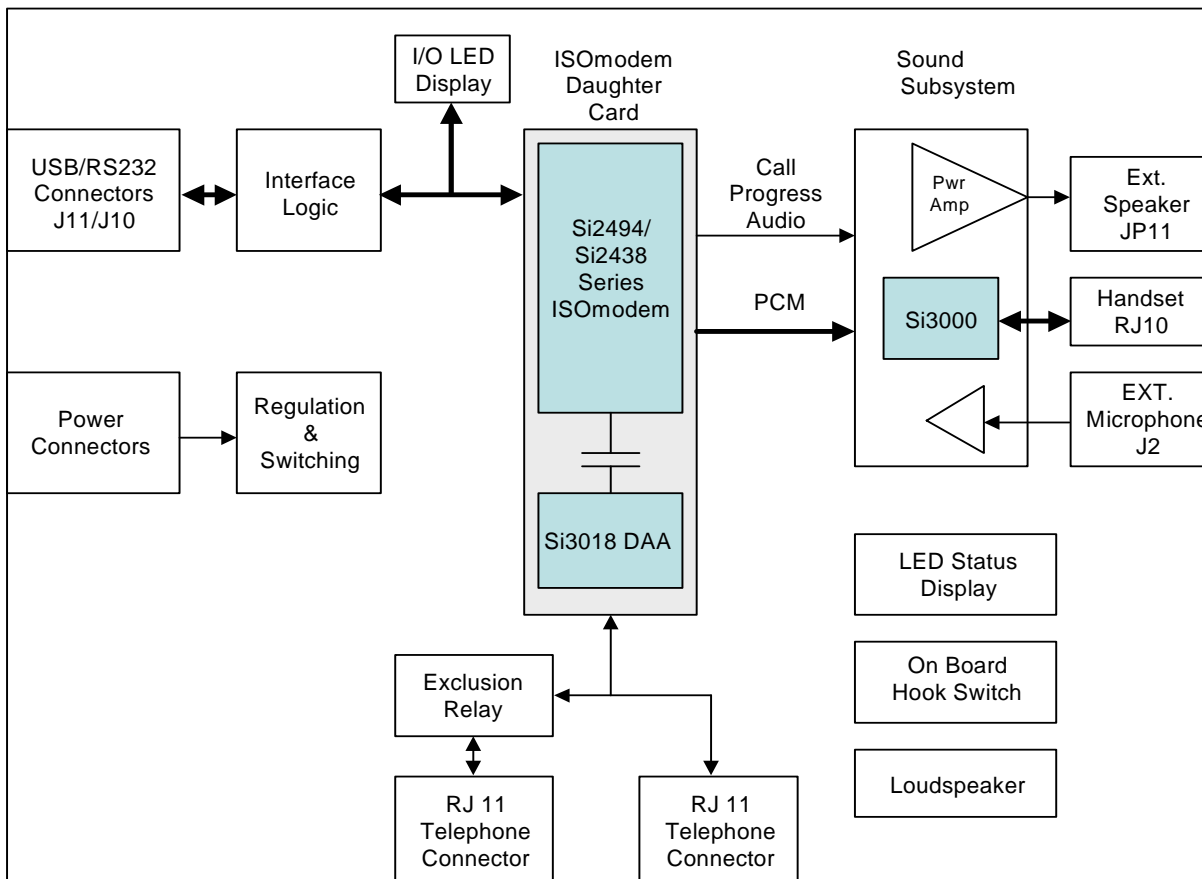 I/O LED
Display
ISOmodem
Daughter
Card
Sound
Subsystem
USB/RS232
Connectors
J11/J10
Interface
Logic
Si2494/
Si2438
Series
ISOmodem
Call
Progress
Audio
Pwr
Amp
Ext.
Speaker
JP11
PCM
Si3000
Handset
RJ10
Power
Connectors
Regulation
&
Switching
EXT.
Microphone
J2
Si3018 DAA
LED Status
Display
Exclusion
Relay
On Board
Hook Switch
RJ 11
Telephone
Connector
RJ 11
Telephone
Connector
Loudspeaker